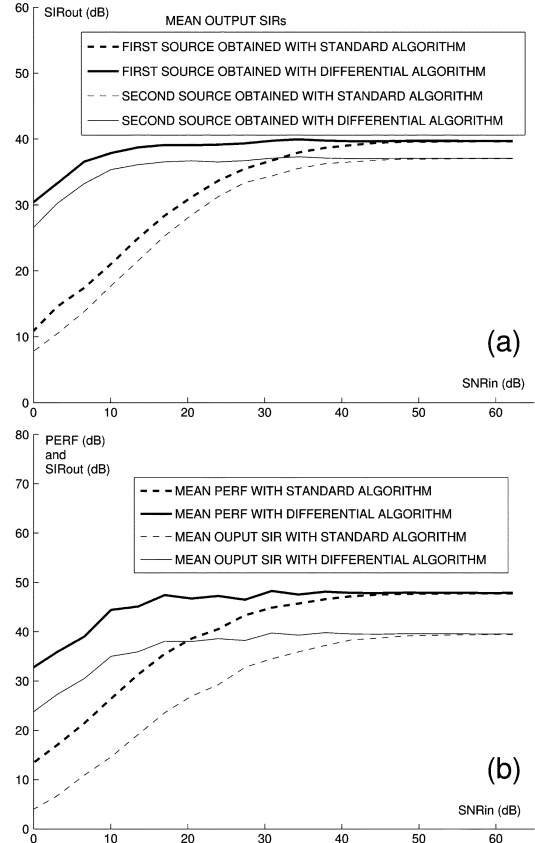 SIRout (dB)
MEAN OUTPUT SIRs
60
FIRST SOURCE OBTAINED WITH STANDARD ALGORITHM
FIRST SOURCE OBTAINED WITH DIFFERENTIAL ALGORITHM
SECOND SOURCE OBTAINED WITH STANDARD ALGORITHM
SECOND SOURCE OBTAINED WITH DIFFERENTIAL ALGORITHM
50
40
30
20
10
0
(a)
SNRin (dB)
0 10 20 30 40 50 60
80
PERF (dB)
and
SIRout (dB)
MEAN PERF WITH STANDARD ALGORITHM
MEAN PERF WITH DIFFERENTIAL ALGORITHM
MEAN OUPUT SIR WITH STANDARD ALGORITHM
MEAN OUPUT SIR WITH DIFFERENTIAL ALGORITHM
70
60
50
40
30
20
10
0
(b)
SNRin (dB)
0 10 20 30 40 50 60